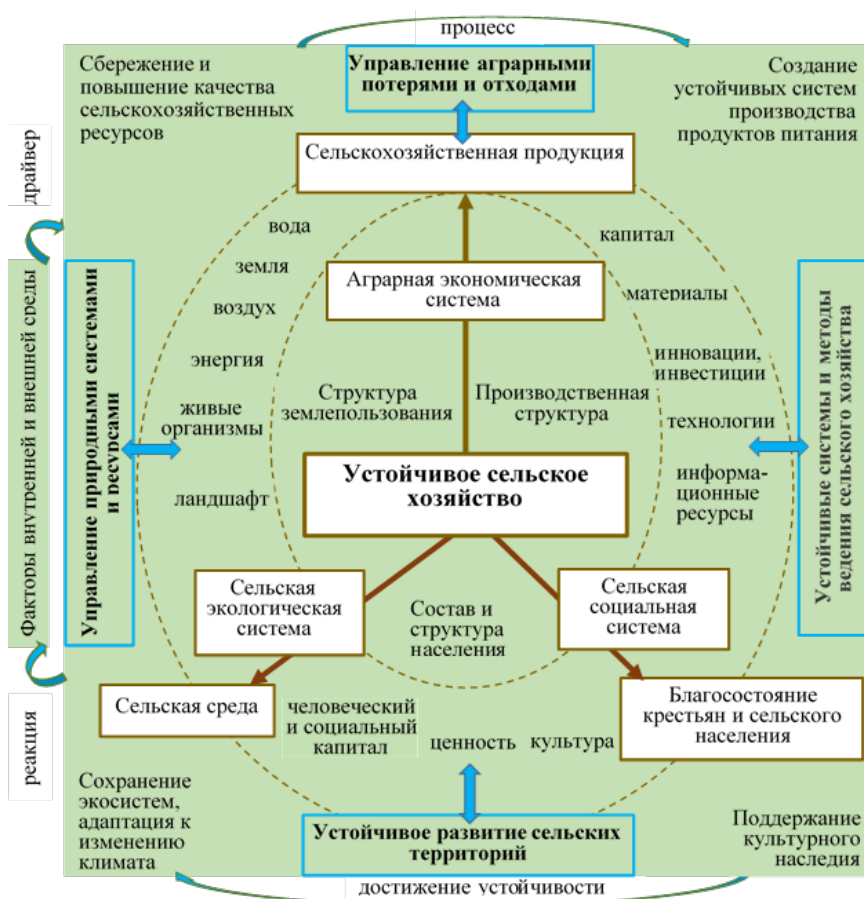 процесс
Сбережение и
повышение качества
сельскохозяйственных
ресурсов
Управление аграрными
потерями и отходами
Создание
устойчивых систем
производства
продуктов питания
Сельскохозяйственная продукция
драйвер
Факторы внутренней и внешней среды
реакция
Управление природными системами
и ресурсами
вода
земля
воздух
энергия
живые
организмы
ландшафт
Аграрная экономическая
система
капитал
материалы
инновации,
инвестиции
технологии
информа-
ционные
ресурсы
Устойчивые системы и методы
ведения сельского хозяйства
Структура
землепользования
Производственная
структура
Устойчивое сельское
хозяйство
Сельская
экологическая
система
Состав и
структура
населения
Сельская
социальная
система
Сельская среда
человеческий
и социальный
капитал
ценность
культура
Благосостояние
крестьян и сельского
населения
Сохранение
экосистем,
адаптация к
изменению
климата
Устойчивое развитие сельских
территорий
Поддержание
культурного
наследия
достижение устойчивости